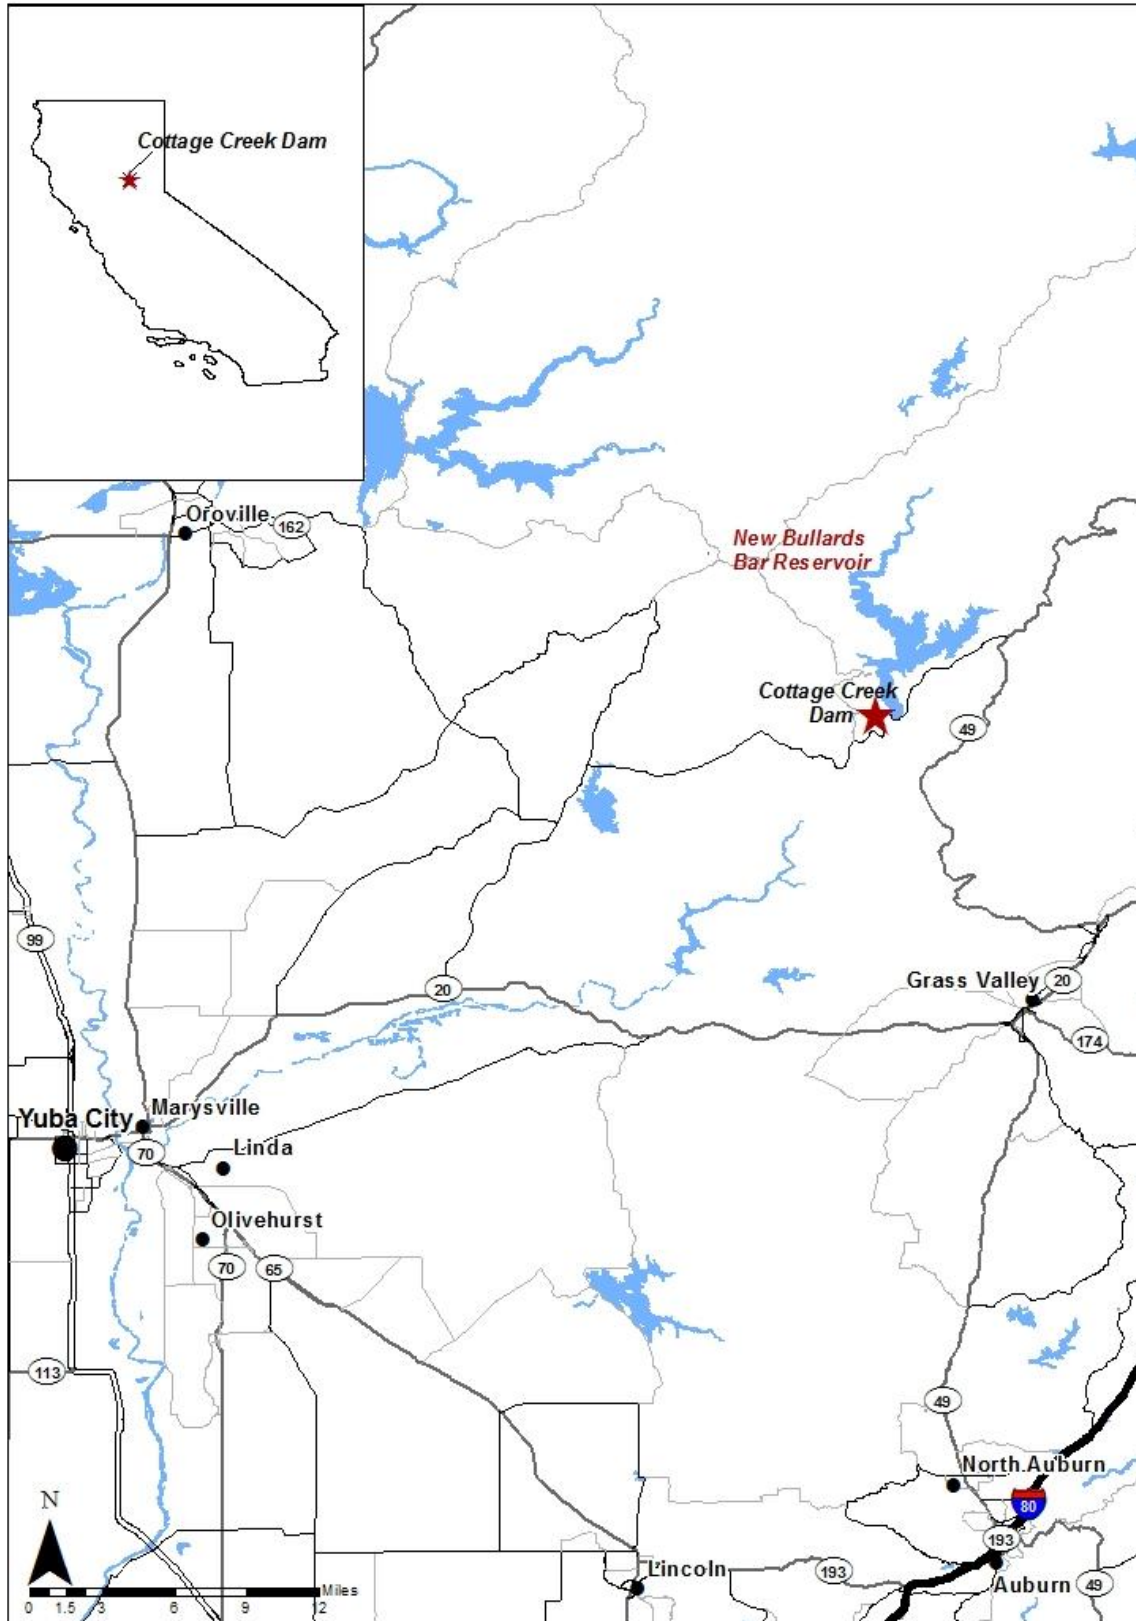 Cottage Creek Dam
Oroville
162
New Bullards
Bar Reservoir
Cottage Creek
Dam
49
99
20
Grass Valley
20
174
Marysville
Yuba City
70
Linda
Olivehurst
70
65
113
49
North Auburn
80
193
N
Lincoln
193
Auburn
49
Miles
0 1.5 3 6 9 12